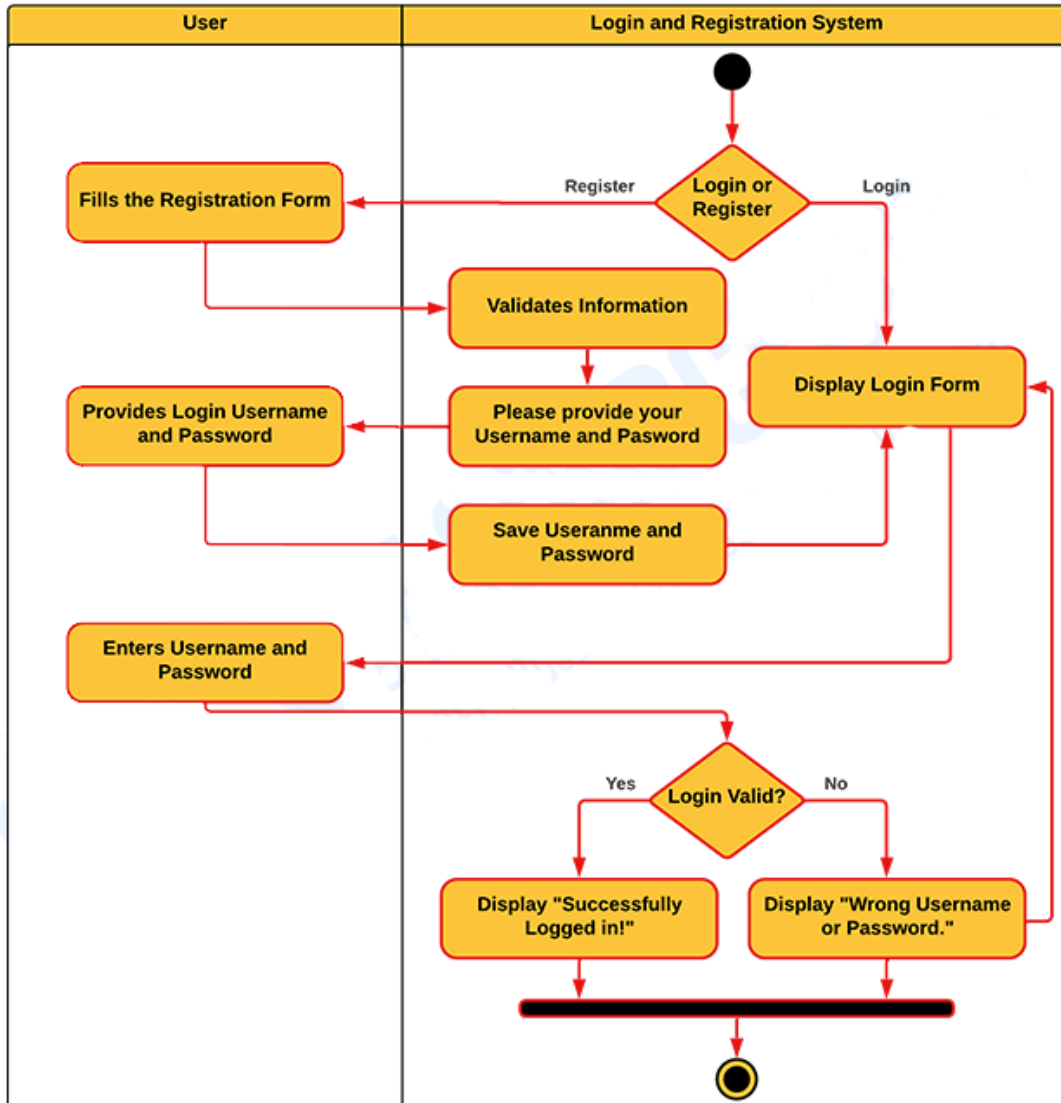 User
Login and Registration System
Login or
Register
Register
Login
Fills the Registration Form
Validates Information
Display Login Form
Provides Login Username
and Password
Please provide your
Username and Pasword
Save Useranme and
Password
Enters Username and
Password
Login Valid?
Yes
No
Display "Successfully
Logged in!"
Display "Wrong Username
or Password."